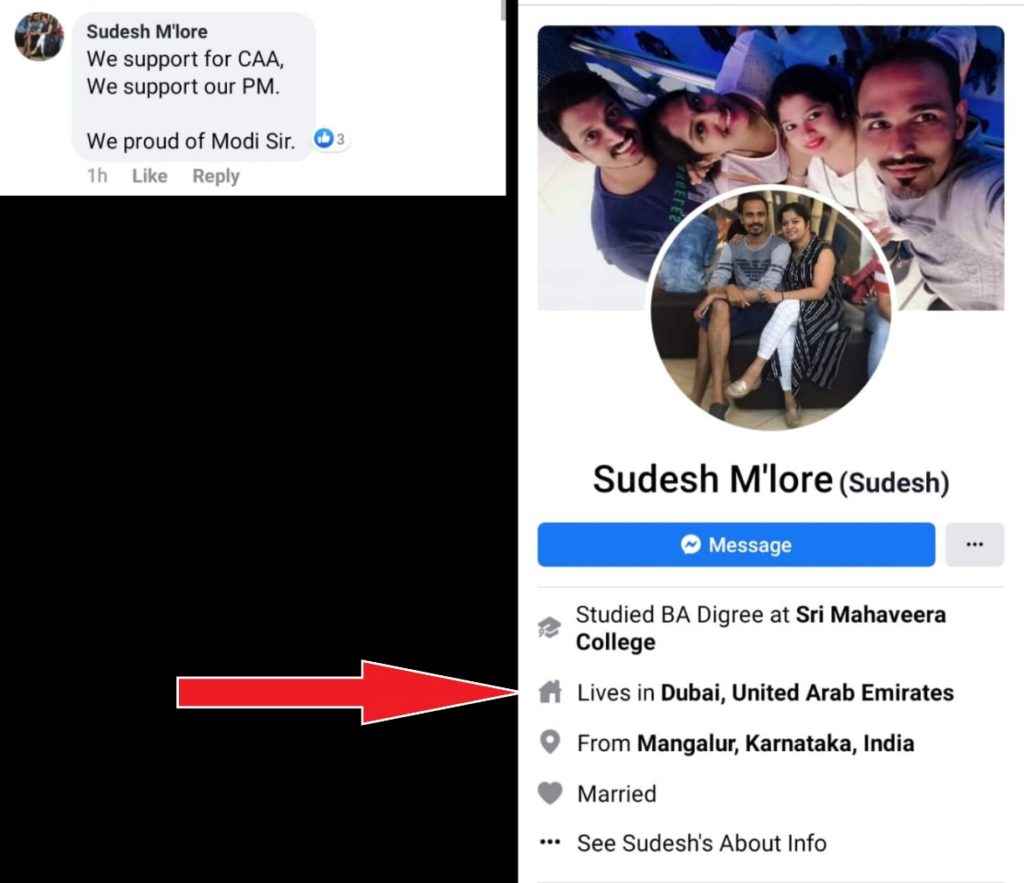 Sudesh M'lore
We support for CAA,
We support our PM.
We proud of Modi Sir.
3
1h Like Reply
ANGELES
Sudesh M'lore (Sudesh)
Message
Studied BA Digree at Sri Mahaveera
College
Lives in Dubai, United Arab Emirates
From Mangalur, Karnataka, India
Married
See Sudesh's About Info